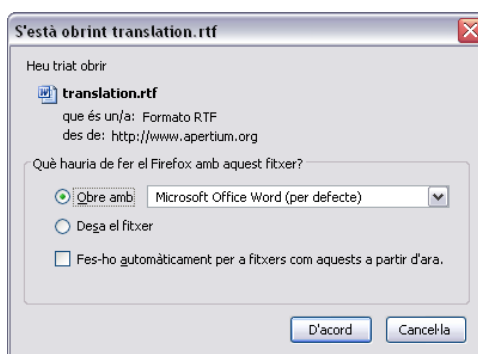 S'està obrint translation.rtf
Heu triat obrir
translation.rtf
que és un/a: Formato RTF
des de: http://www.apertium.org
Què hauria de fer el Firefox amb aquest fitxer?
Obre amb Microsoft Office Word (per defecte)
Desa el fitxer
Fes-ho automàticament per a fitxers com aquests a partir d'ara.
D'acord Cancel·la